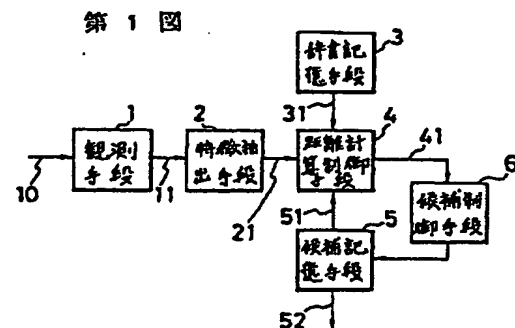 第 1 図
3
辞書記
憶手段
31
1
観測
手段
2
特徴抽
出手段
4
距離計
算制御
手段
41
6
候補制
御手段
10
11
21
51
5
候補記
憶手段
52